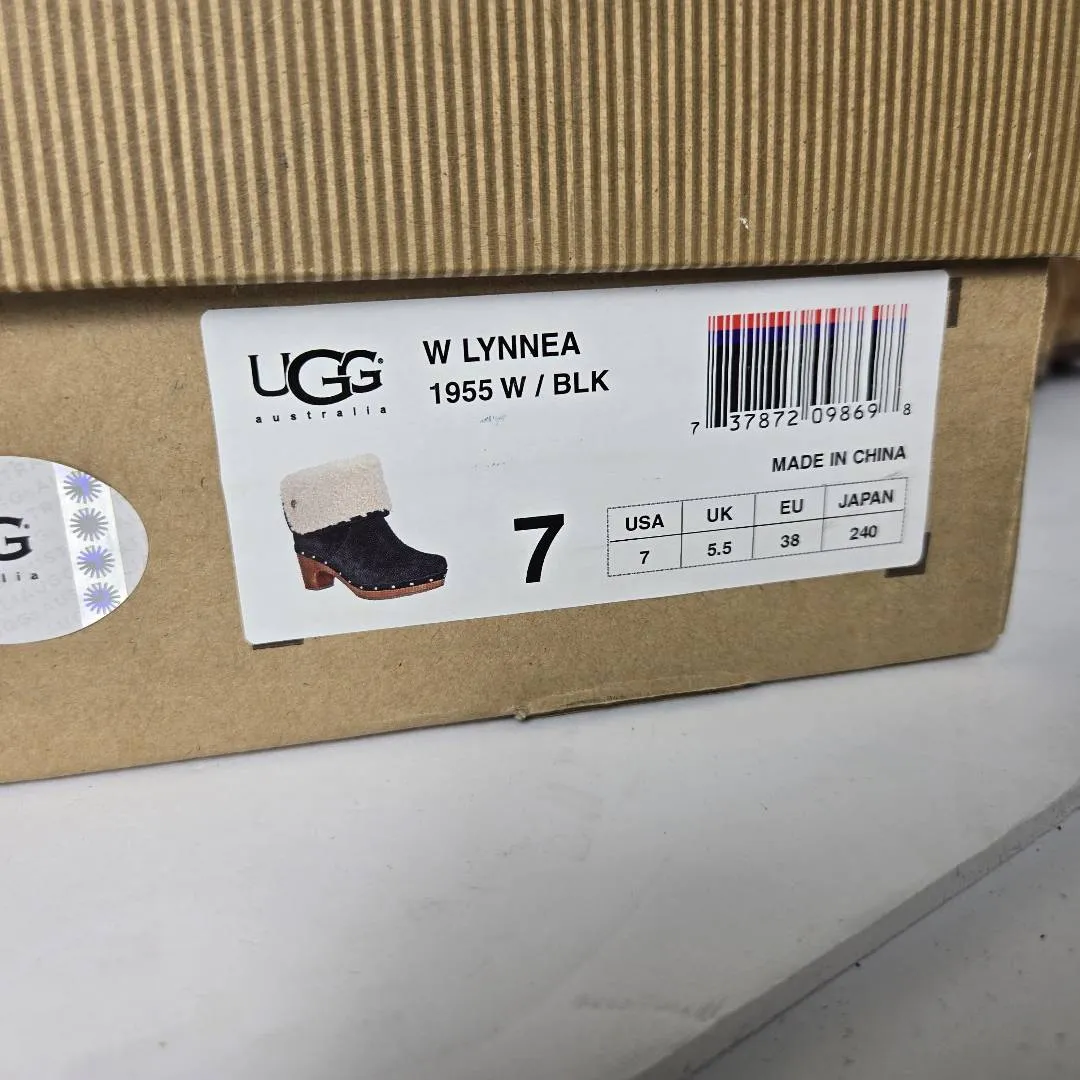 UGG
australia
W LYNNEA
1955 W / BLK
7 37872 09869 8
MADE IN CHINA
7
USA UK EU JAPAN
7 5.5 38 240
G
lia